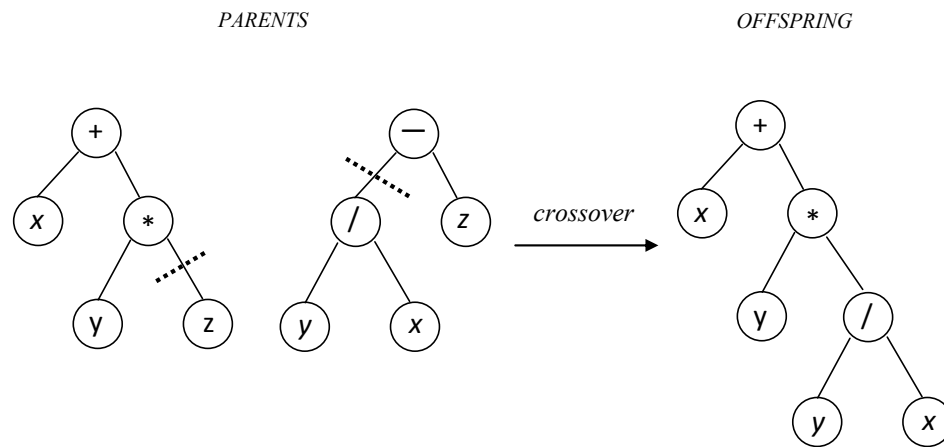 PARENTS OFFSPRING
+ — +
x * / z crossover x *
y z y x y /
y x